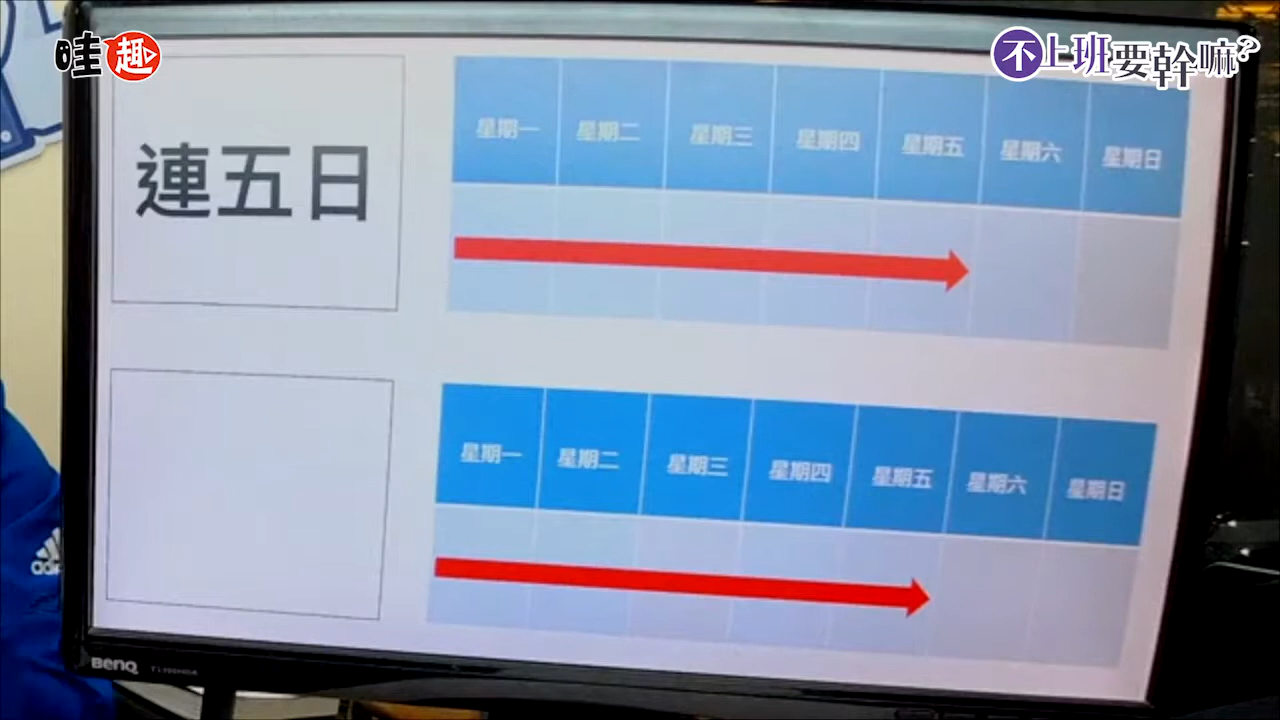 哇趣
不上班要幹嘛?
連五日
星期一 星期二 星期三 星期四 星期五 星期六 星期日
星期一 星期二 星期三 星期四 星期五 星期六 星期日
BenQ